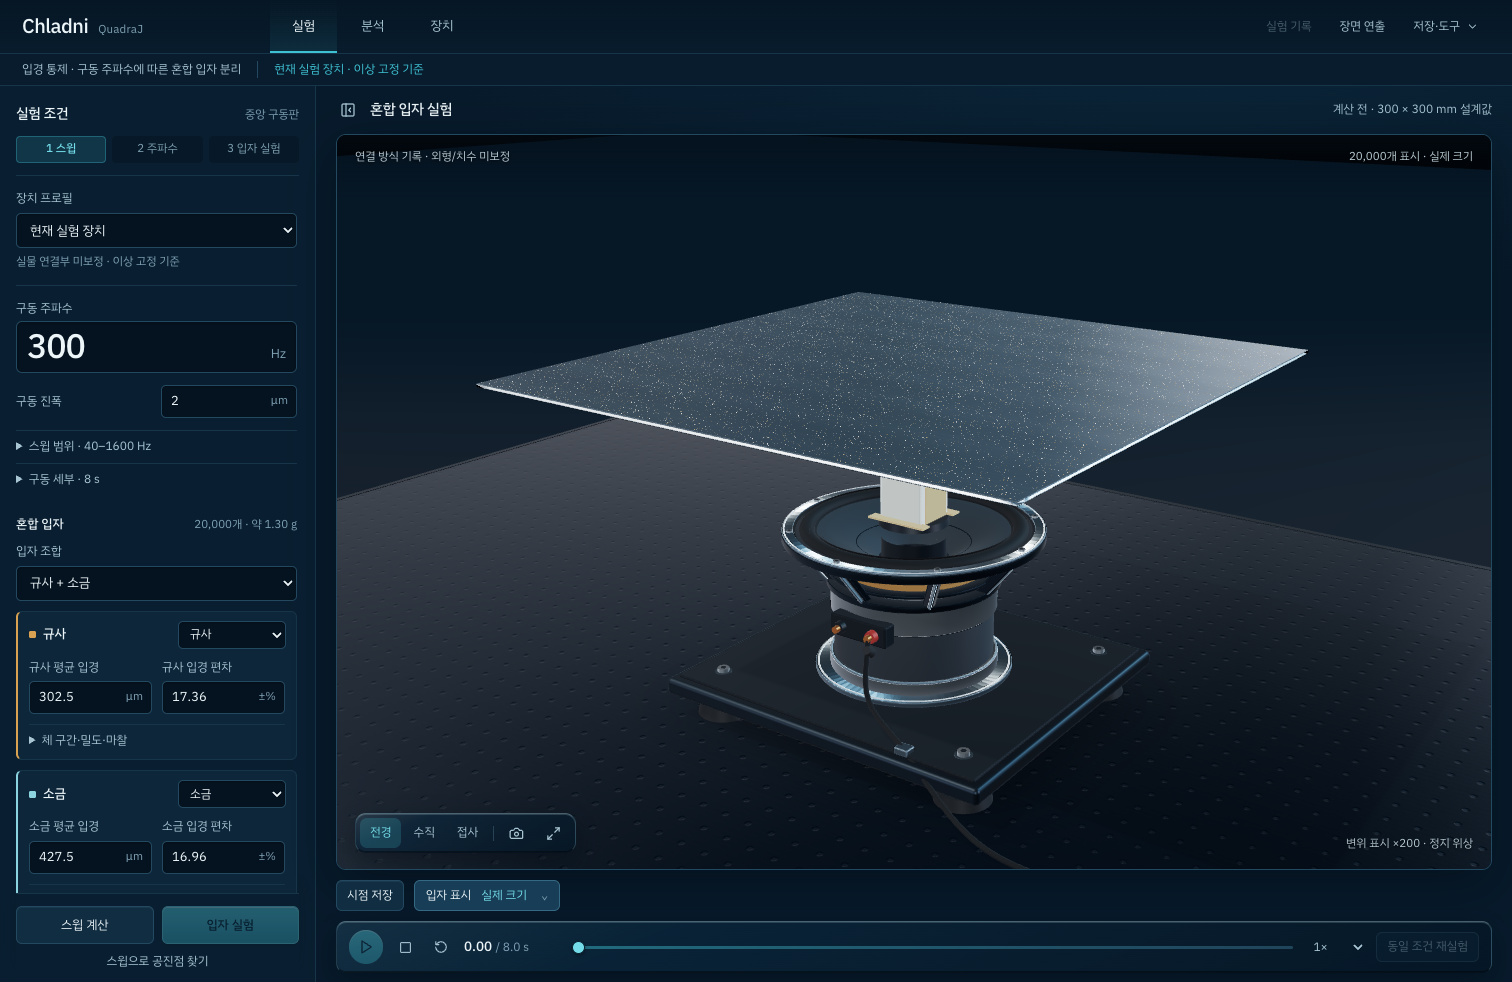 Chladni QuadraJ
실험
분석
장치
실험 기록
장면 연출
저장·도구
입경 통제 · 구동 주파수에 따른 혼합 입자 분리
현재 실험 장치 · 이상 고정 기준
실험 조건
중앙 구동판
1 스윕
2 주파수
3 입자 실험
장치 프로필
현재 실험 장치
실물 연결부 미보정 · 이상 고정 기준
구동 주파수
300 Hz
구동 진폭
2 μm
스윕 범위 · 40–1600 Hz
구동 세부 · 8 s
혼합 입자
20,000개 · 약 1.30 g
입자 조합
규사 + 소금
규사
규사
규사 평균 입경
규사 입경 편차
302.5 μm
17.36 ±%
체 구간·밀도·마찰
소금
소금
소금 평균 입경
소금 입경 편차
427.5 μm
16.96 ±%
스윕 계산
입자 실험
스윕으로 공진점 찾기
혼합 입자 실험
계산 전 · 300 × 300 mm 설계값
연결 방식 기록 · 외형/치수 미보정
20,000개 표시 · 실제 크기
전경
수직
접사
변위 표시 ×200 · 정지 위상
시점 저장
입자 표시 실제 크기
0.00 / 8.0 s
1×
동일 조건 재실험